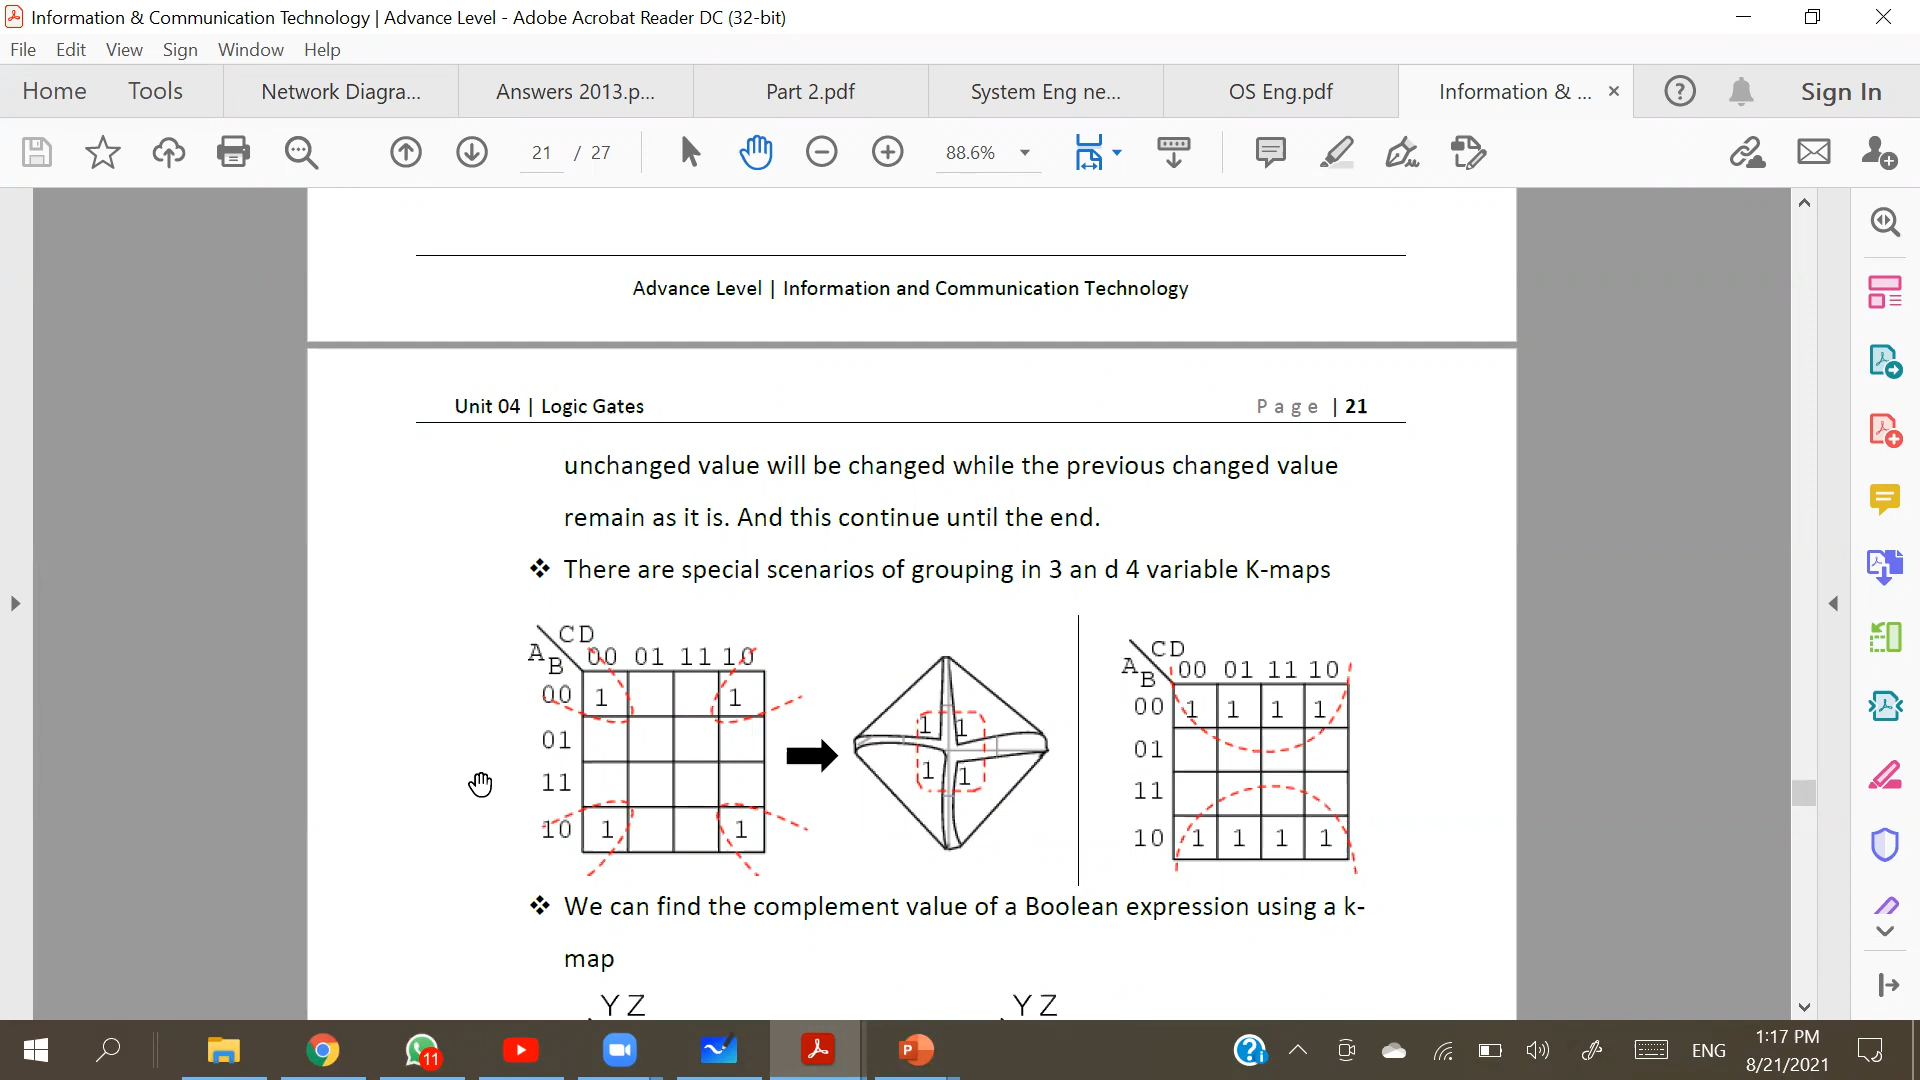 Information & Communication Technology | Advance Level - Adobe Acrobat Reader DC (32-bit)
File Edit View Sign Window Help
Home Tools Network Diagra... Answers 2013.p... Part 2.pdf System Eng ne... OS Eng.pdf Information & ... × Sign In
21 / 27 88.6%
Advance Level | Information and Communication Technology
Unit 04 | Logic Gates Page | 21
unchanged value will be changed while the previous changed value
remain as it is. And this continue until the end.
❖ There are special scenarios of grouping in 3 an d 4 variable K-maps
CD
A B 00 01 11 10
00 1 1
01
11
10 1 1
1 1
1 1
CD
A B 00 01 11 10
00 1 1 1 1
01
11
10 1 1 1 1
❖ We can find the complement value of a Boolean expression using a k-
map
YZ YZ
11
ENG
1:17 PM
8/21/2021